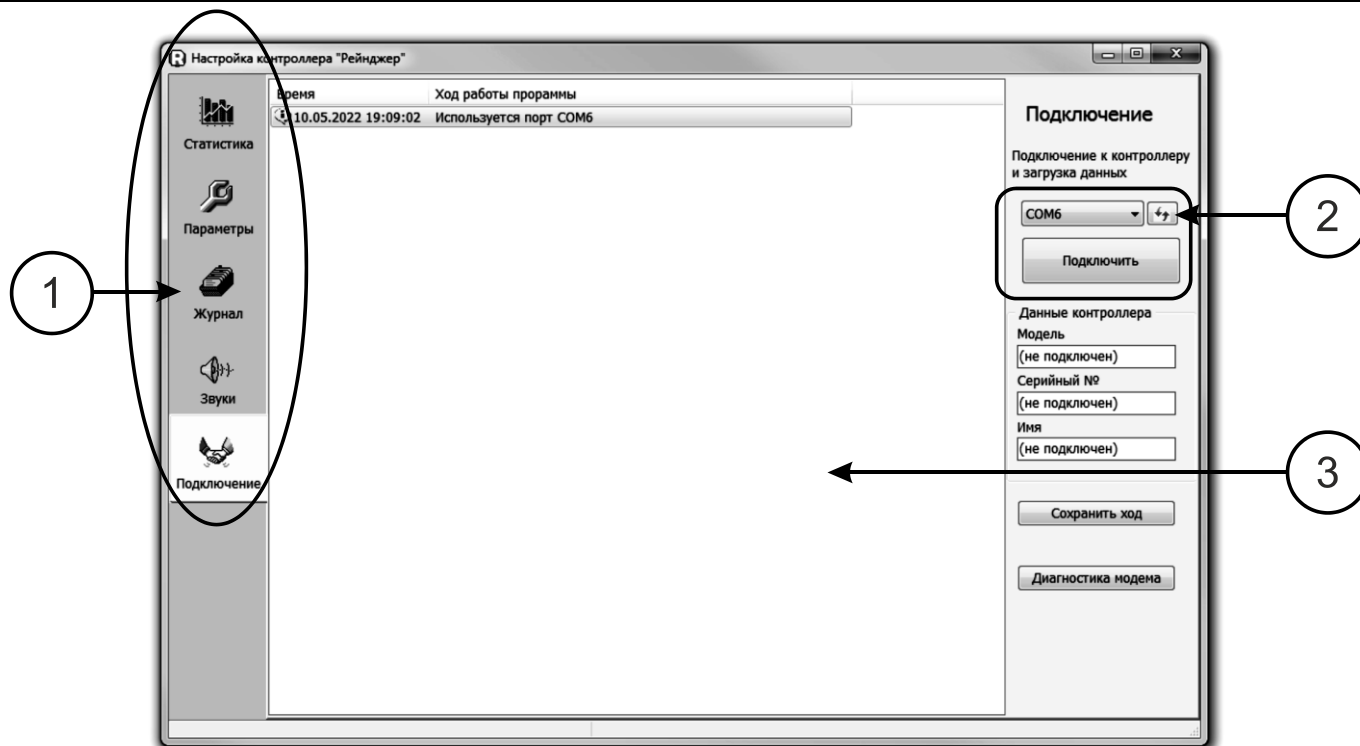 Настройка контроллера "Рейнджер"
Время Ход работы прораммы
10.05.2022 19:09:02 Используется порт COM6
Статистика
Параметры
Журнал
Звуки
Подключение
Подключение
Подключение к контроллеру
и загрузка данных
COM6
Подключить
Данные контроллера
Модель
(не подключен)
Серийный №
(не подключен)
Имя
(не подключен)
Сохранить ход
Диагностика модема
1
2
3